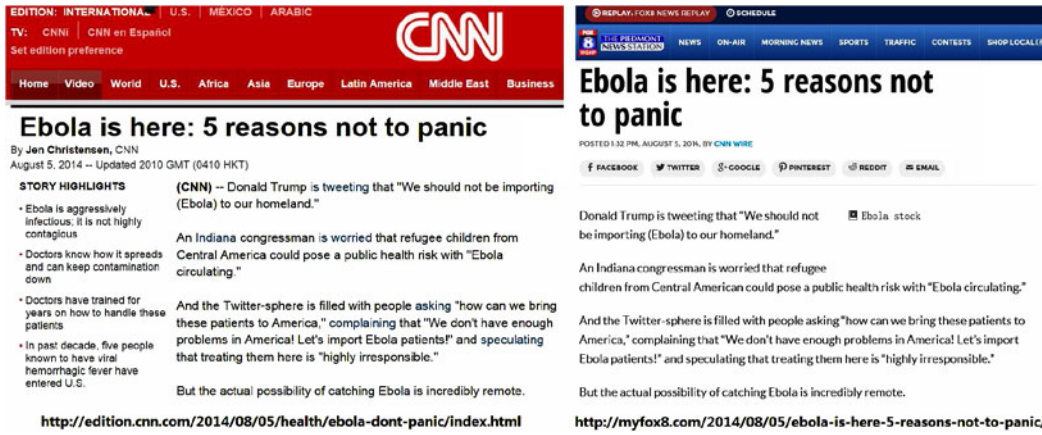 EDITION: INTERNATIONAL U.S. MÉXICO ARABIC
TV: CNNi CNN en Español
Set edition preference
CNN
Home Video World U.S. Africa Asia Europe Latin America Middle East Business
Ebola is here: 5 reasons not to panic
By Jen Christensen, CNN
August 5, 2014 -- Updated 2010 GMT (0410 HKT)
STORY HIGHLIGHTS
• Ebola is aggressively
infectious; it is not highly
contagious
• Doctors know how it spreads
and can keep contamination
down
• Doctors have trained for
years on how to handle these
patients
• In past decade, five people
known to have viral
hemorrhagic fever have
entered U.S.
(CNN) -- Donald Trump is tweeting that "We should not be importing
(Ebola) to our homeland."
An Indiana congressman is worried that refugee children from
Central America could pose a public health risk with "Ebola
circulating."
And the Twitter-sphere is filled with people asking "how can we bring
these patients to America," complaining that "We don't have enough
problems in America! Let's import Ebola patients!" and speculating
that treating them here is "highly irresponsible."
But the actual possibility of catching Ebola is incredibly remote.
http://edition.cnn.com/2014/08/05/health/ebola-dont-panic/index.html
REPLAY: FOX8 NEWS REPLAY SCHEDULE
FOX 8 WGHP THE PIEDMONT NEWS STATION NEWS ON-AIR MORNING NEWS SPORTS TRAFFIC CONTESTS SHOP LOCAL
Ebola is here: 5 reasons not
to panic
POSTED 1:32 PM, AUGUST 5, 2014, BY CNN WIRE
FACEBOOK TWITTER GOOGLE PINTEREST REDDIT EMAIL
Donald Trump is tweeting that "We should not
be importing (Ebola) to our homeland."
Ebola stock
An Indiana congressman is worried that refugee
children from Central American could pose a public health risk with "Ebola circulating."
And the Twitter-sphere is filled with people asking "how can we bring these patients to
America," complaining that "We don't have enough problems in America! Let's import
Ebola patients!" and speculating that treating them here is "highly irresponsible."
But the actual possibility of catching Ebola is incredibly remote.
http://myfox8.com/2014/08/05/ebola-is-here-5-reasons-not-to-panic/